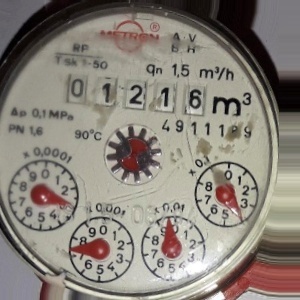 METRON ®
A V
B H
RP
T sk 1-50
qn 1,5 m³/h
01216 m³
Δp 0,1 MPa
PN 1,6
90°C
4911189
x 0,0001
x 0,1
x 0,001
x 0,01